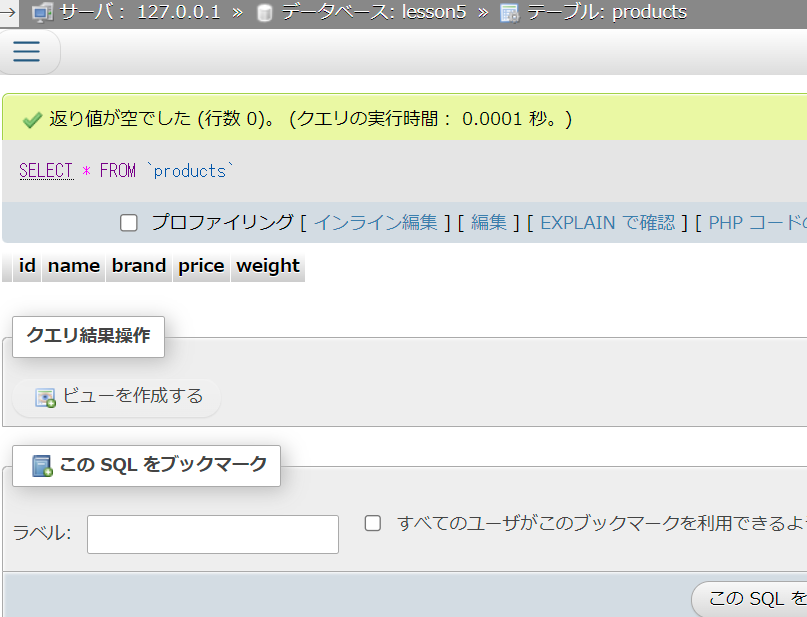 サーバ： 127.0.0.1 » データベース: lesson5 » テーブル: products
返り値が空でした (行数 0)。 (クエリの実行時間： 0.0001 秒。)
SELECT * FROM `products`
プロファイリング [ インライン編集 ] [ 編集 ] [ EXPLAIN で確認 ] [ PHP コードの
id name brand price weight
クエリ結果操作
ビューを作成する
この SQL をブックマーク
ラベル: すべてのユーザがこのブックマークを利用できるよ
この SQL を